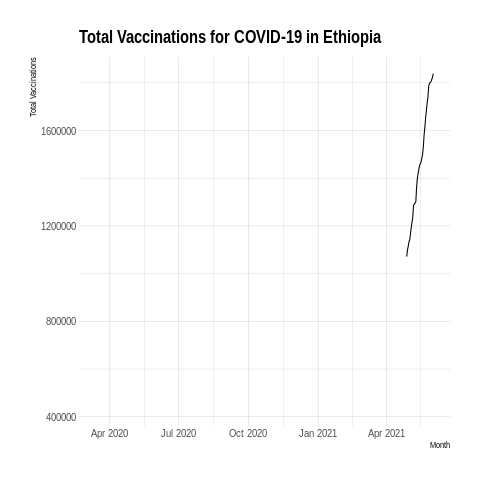 Total Vaccinations for COVID-19 in Ethiopia
Total Vaccinations
1600000
1200000
800000
400000
Apr 2020 Jul 2020 Oct 2020 Jan 2021 Apr 2021
Month